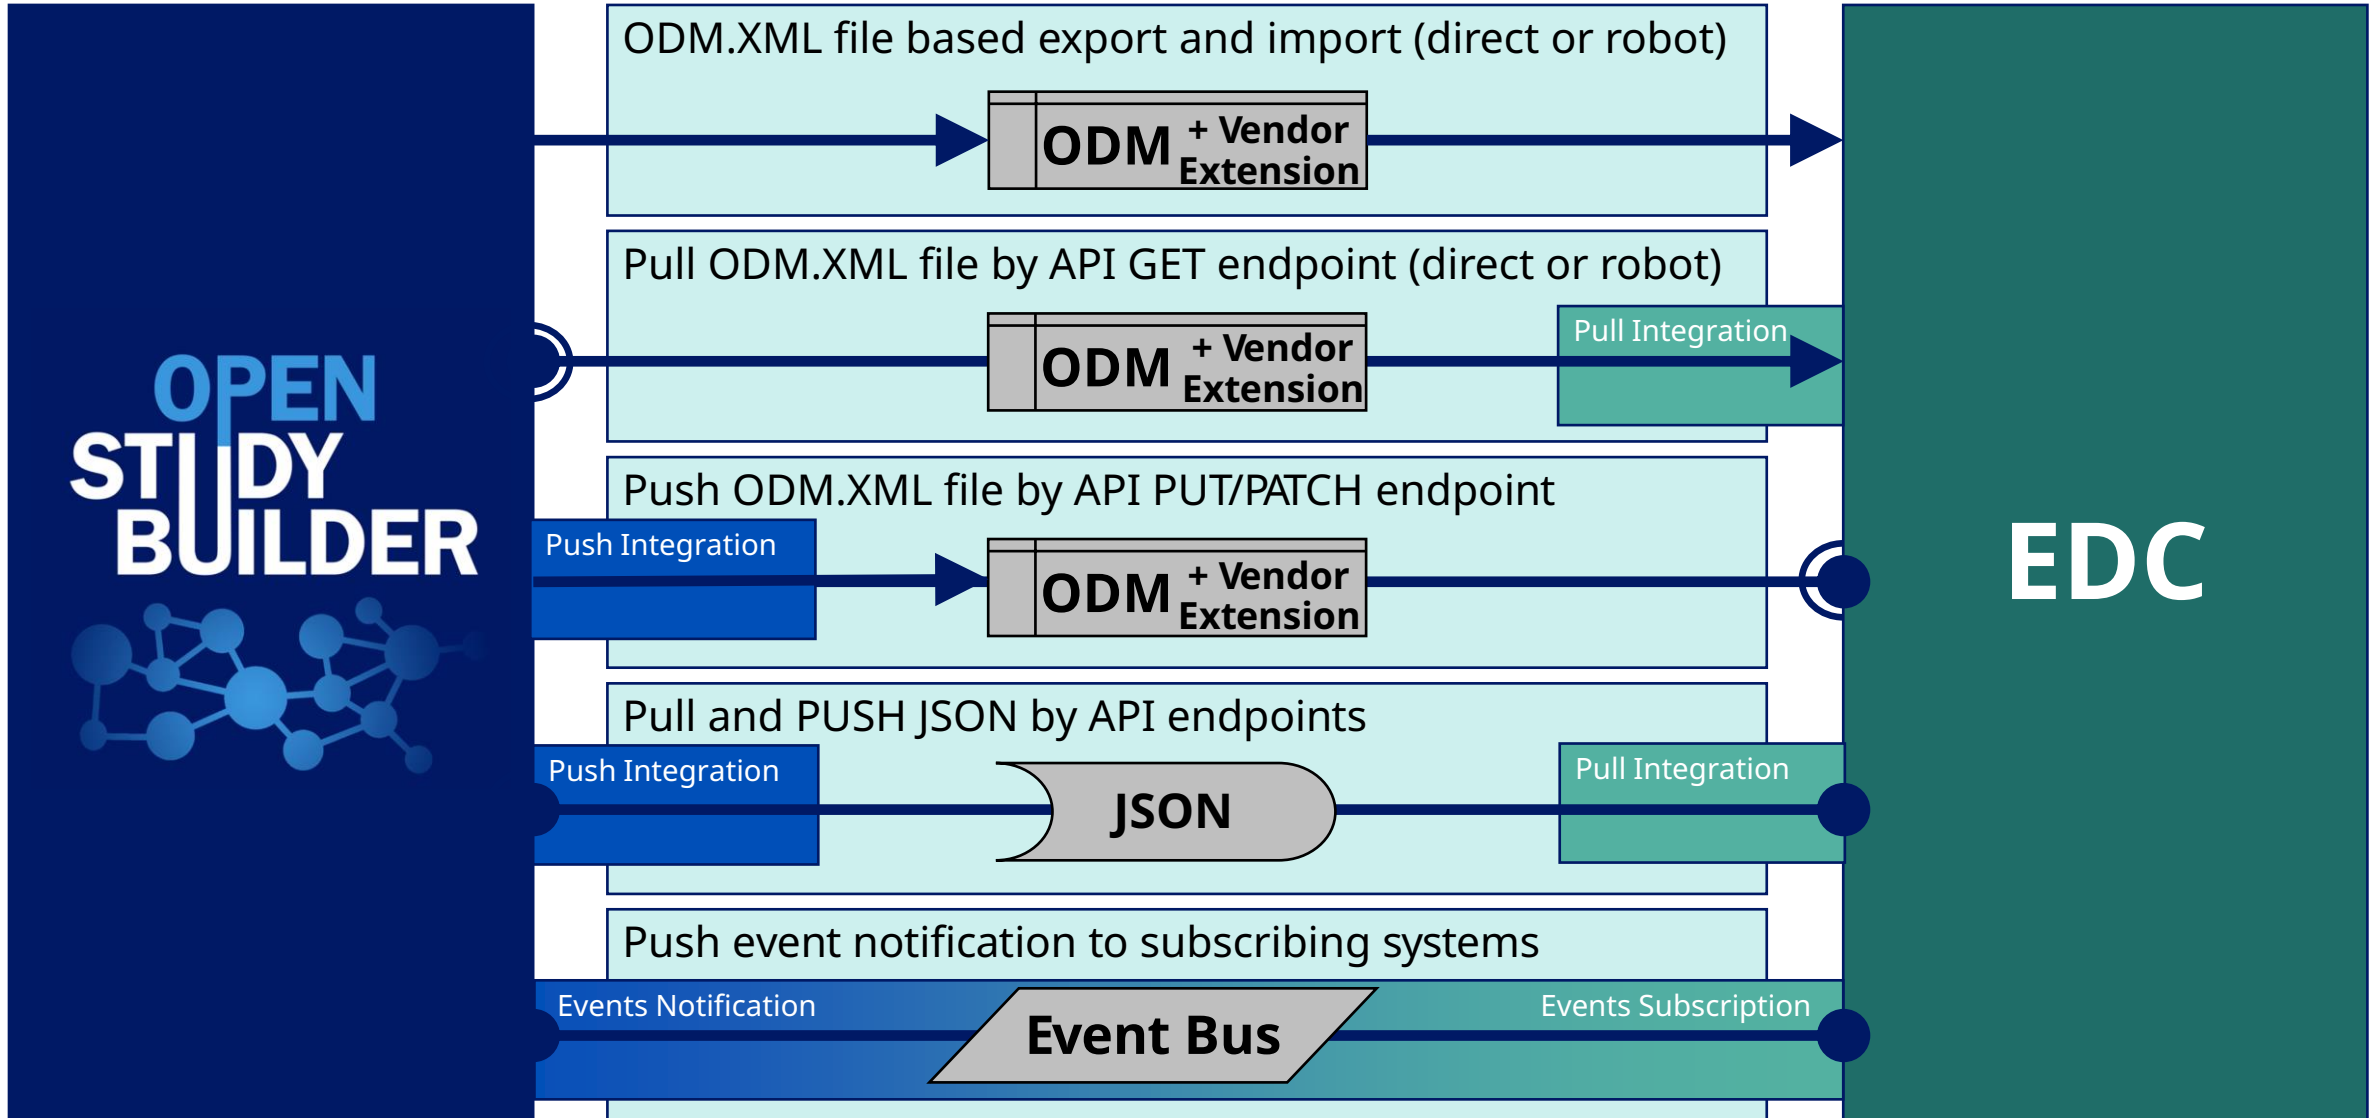 ODM.XML file based export and import (direct or robot)
ODM + Vendor
Extension
Pull ODM.XML file by API GET endpoint (direct or robot)
Pull Integration
ODM + Vendor
Extension
OPEN
STUDY
BUILDER
Push ODM.XML file by API PUT/PATCH endpoint
Push Integration
ODM + Vendor
Extension
EDC
Pull and PUSH JSON by API endpoints
Push Integration
JSON
Pull Integration
Push event notification to subscribing systems
Events Notification
Event Bus
Events Subscription